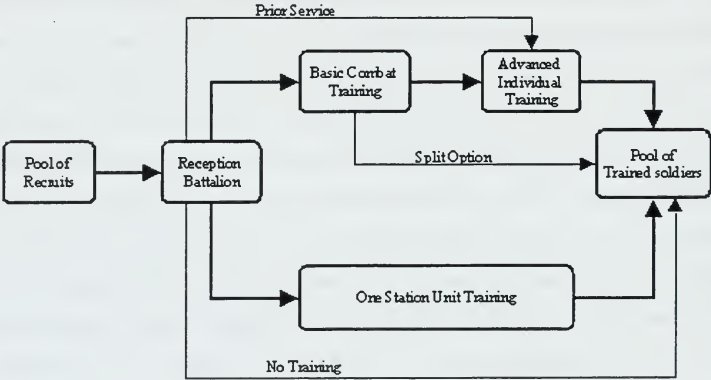 Prior Service
Basic Combat
Training
Advanced
Individual
Training
Pool of
Recruits
Reception
Battalion
Split Option
Pool of
Trained soldiers
One Station Unit Training
No Training